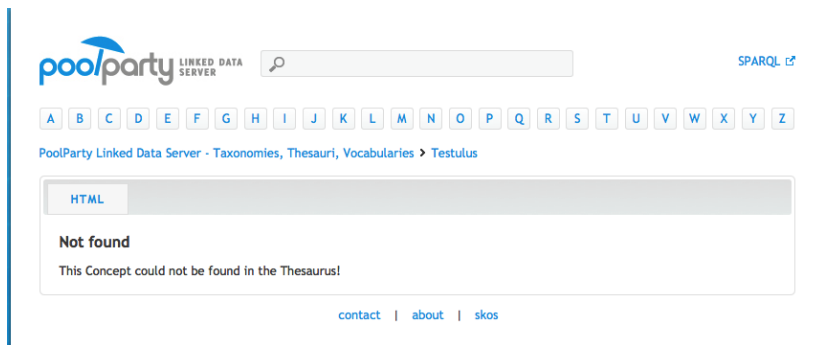 poolparty LINKED DATA SERVER
SPARQL
A B C D E F G H I J K L M N O P Q R S T U V W X Y Z
PoolParty Linked Data Server - Taxonomies, Thesauri, Vocabularies > Testulus
HTML
Not found
This Concept could not be found in the Thesaurus!
contact | about | skos